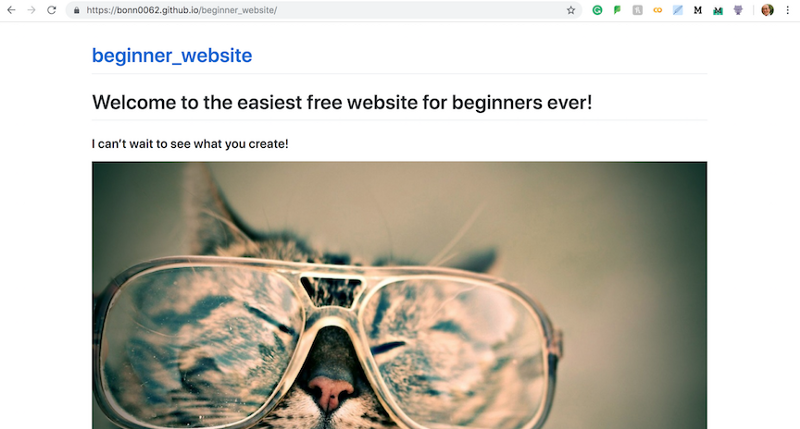 https://bonn0062.github.io/beginner_website/
beginner_website
Welcome to the easiest free website for beginners ever!
I can't wait to see what you create!